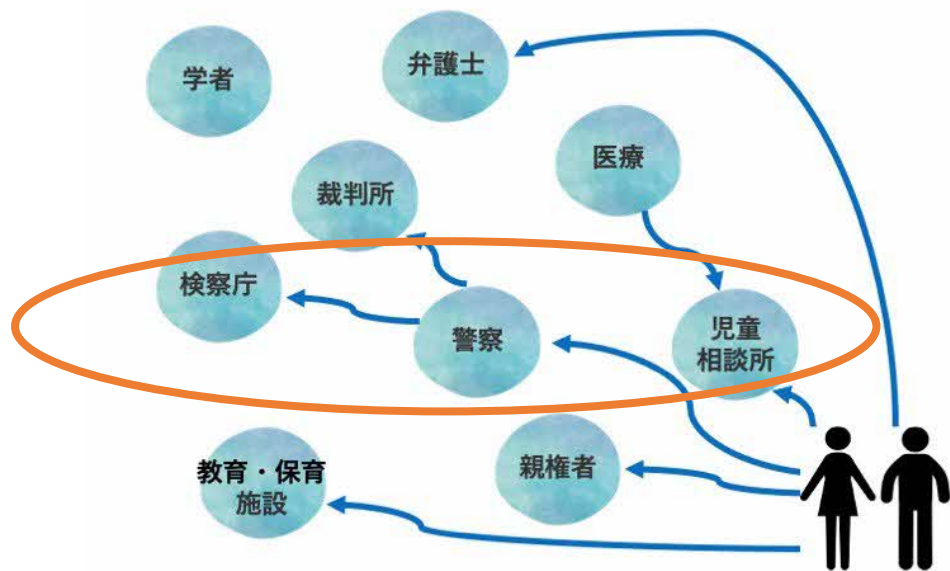 学者
弁護士
医療
裁判所
検察庁
警察
児童
相談所
教育・保育
施設
親権者